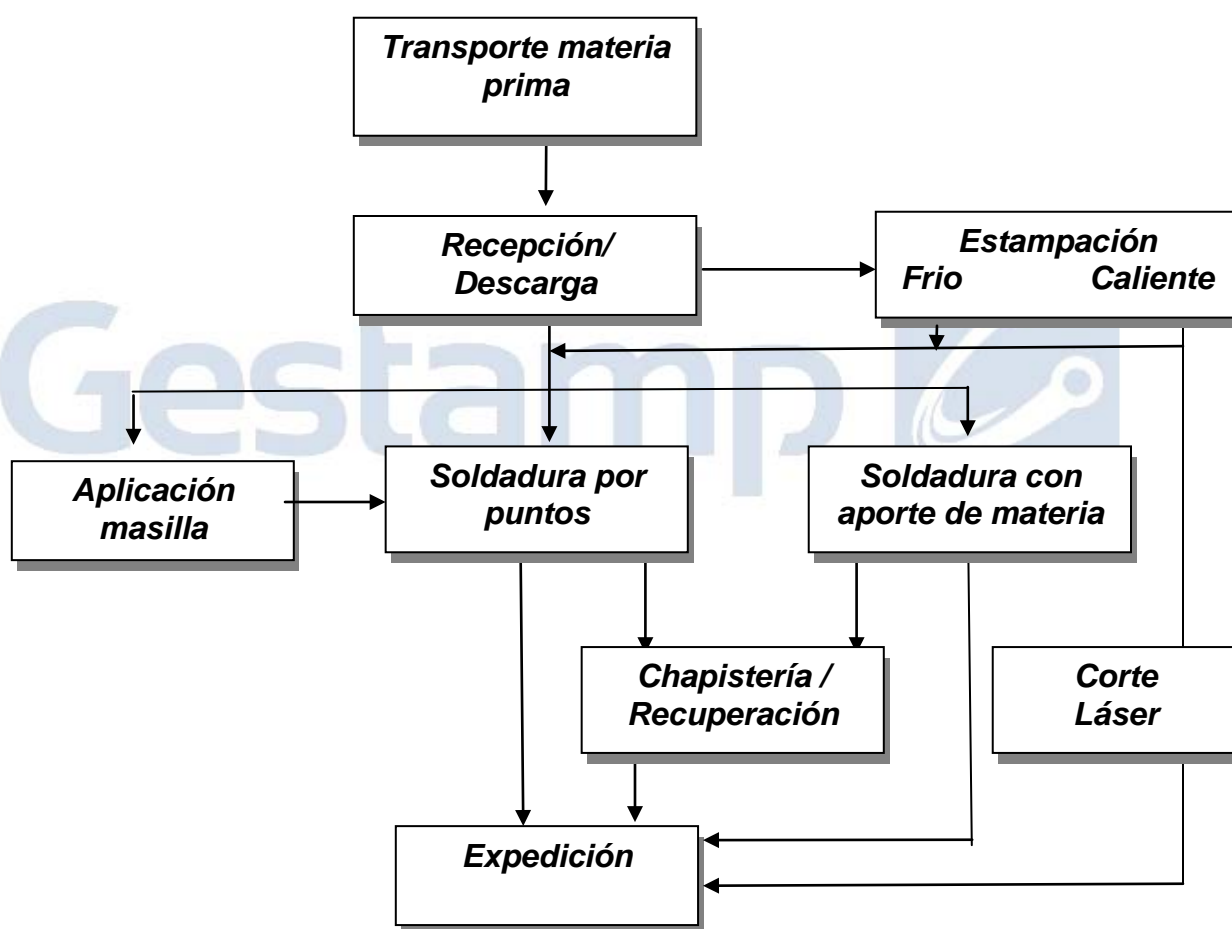 Transporte materia
prima
Recepción/
Descarga
Estampación
Frio Caliente
Gestamp
Aplicación
masilla
Soldadura por
puntos
Soldadura con
aporte de materia
Chapistería /
Recuperación
Corte
Láser
Expedición